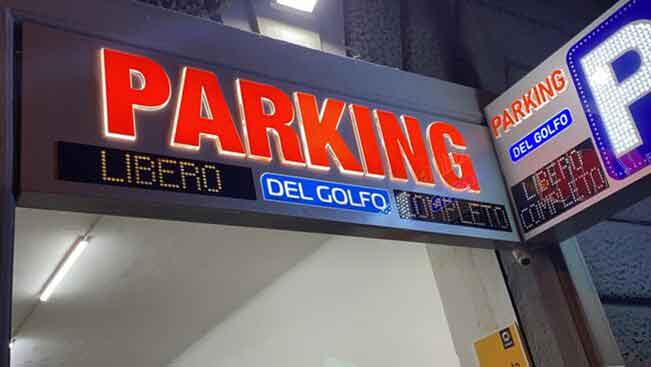 PARKING
LIBERO
DEL GOLFO
COMPLETO
PARKING
DEL GOLFO
P
LIBERO
COMPLETO